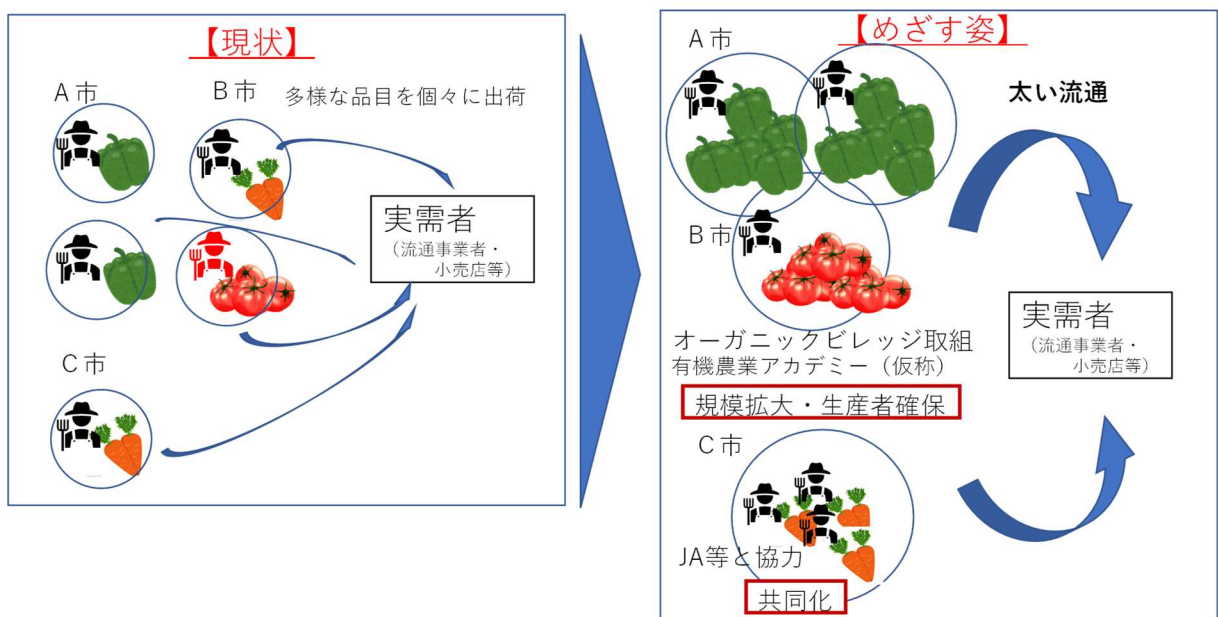 【現状】
A市
B市
多様な品目を個々に出荷
実需者
（流通事業者・
小売店等）
C市
【めざす姿】
A市
太い流通
B市
オーガニックビレッジ取組
有機農業アカデミー（仮称）
規模拡大・生産者確保
実需者
（流通事業者・
小売店等）
C市
JA等と協力
共同化